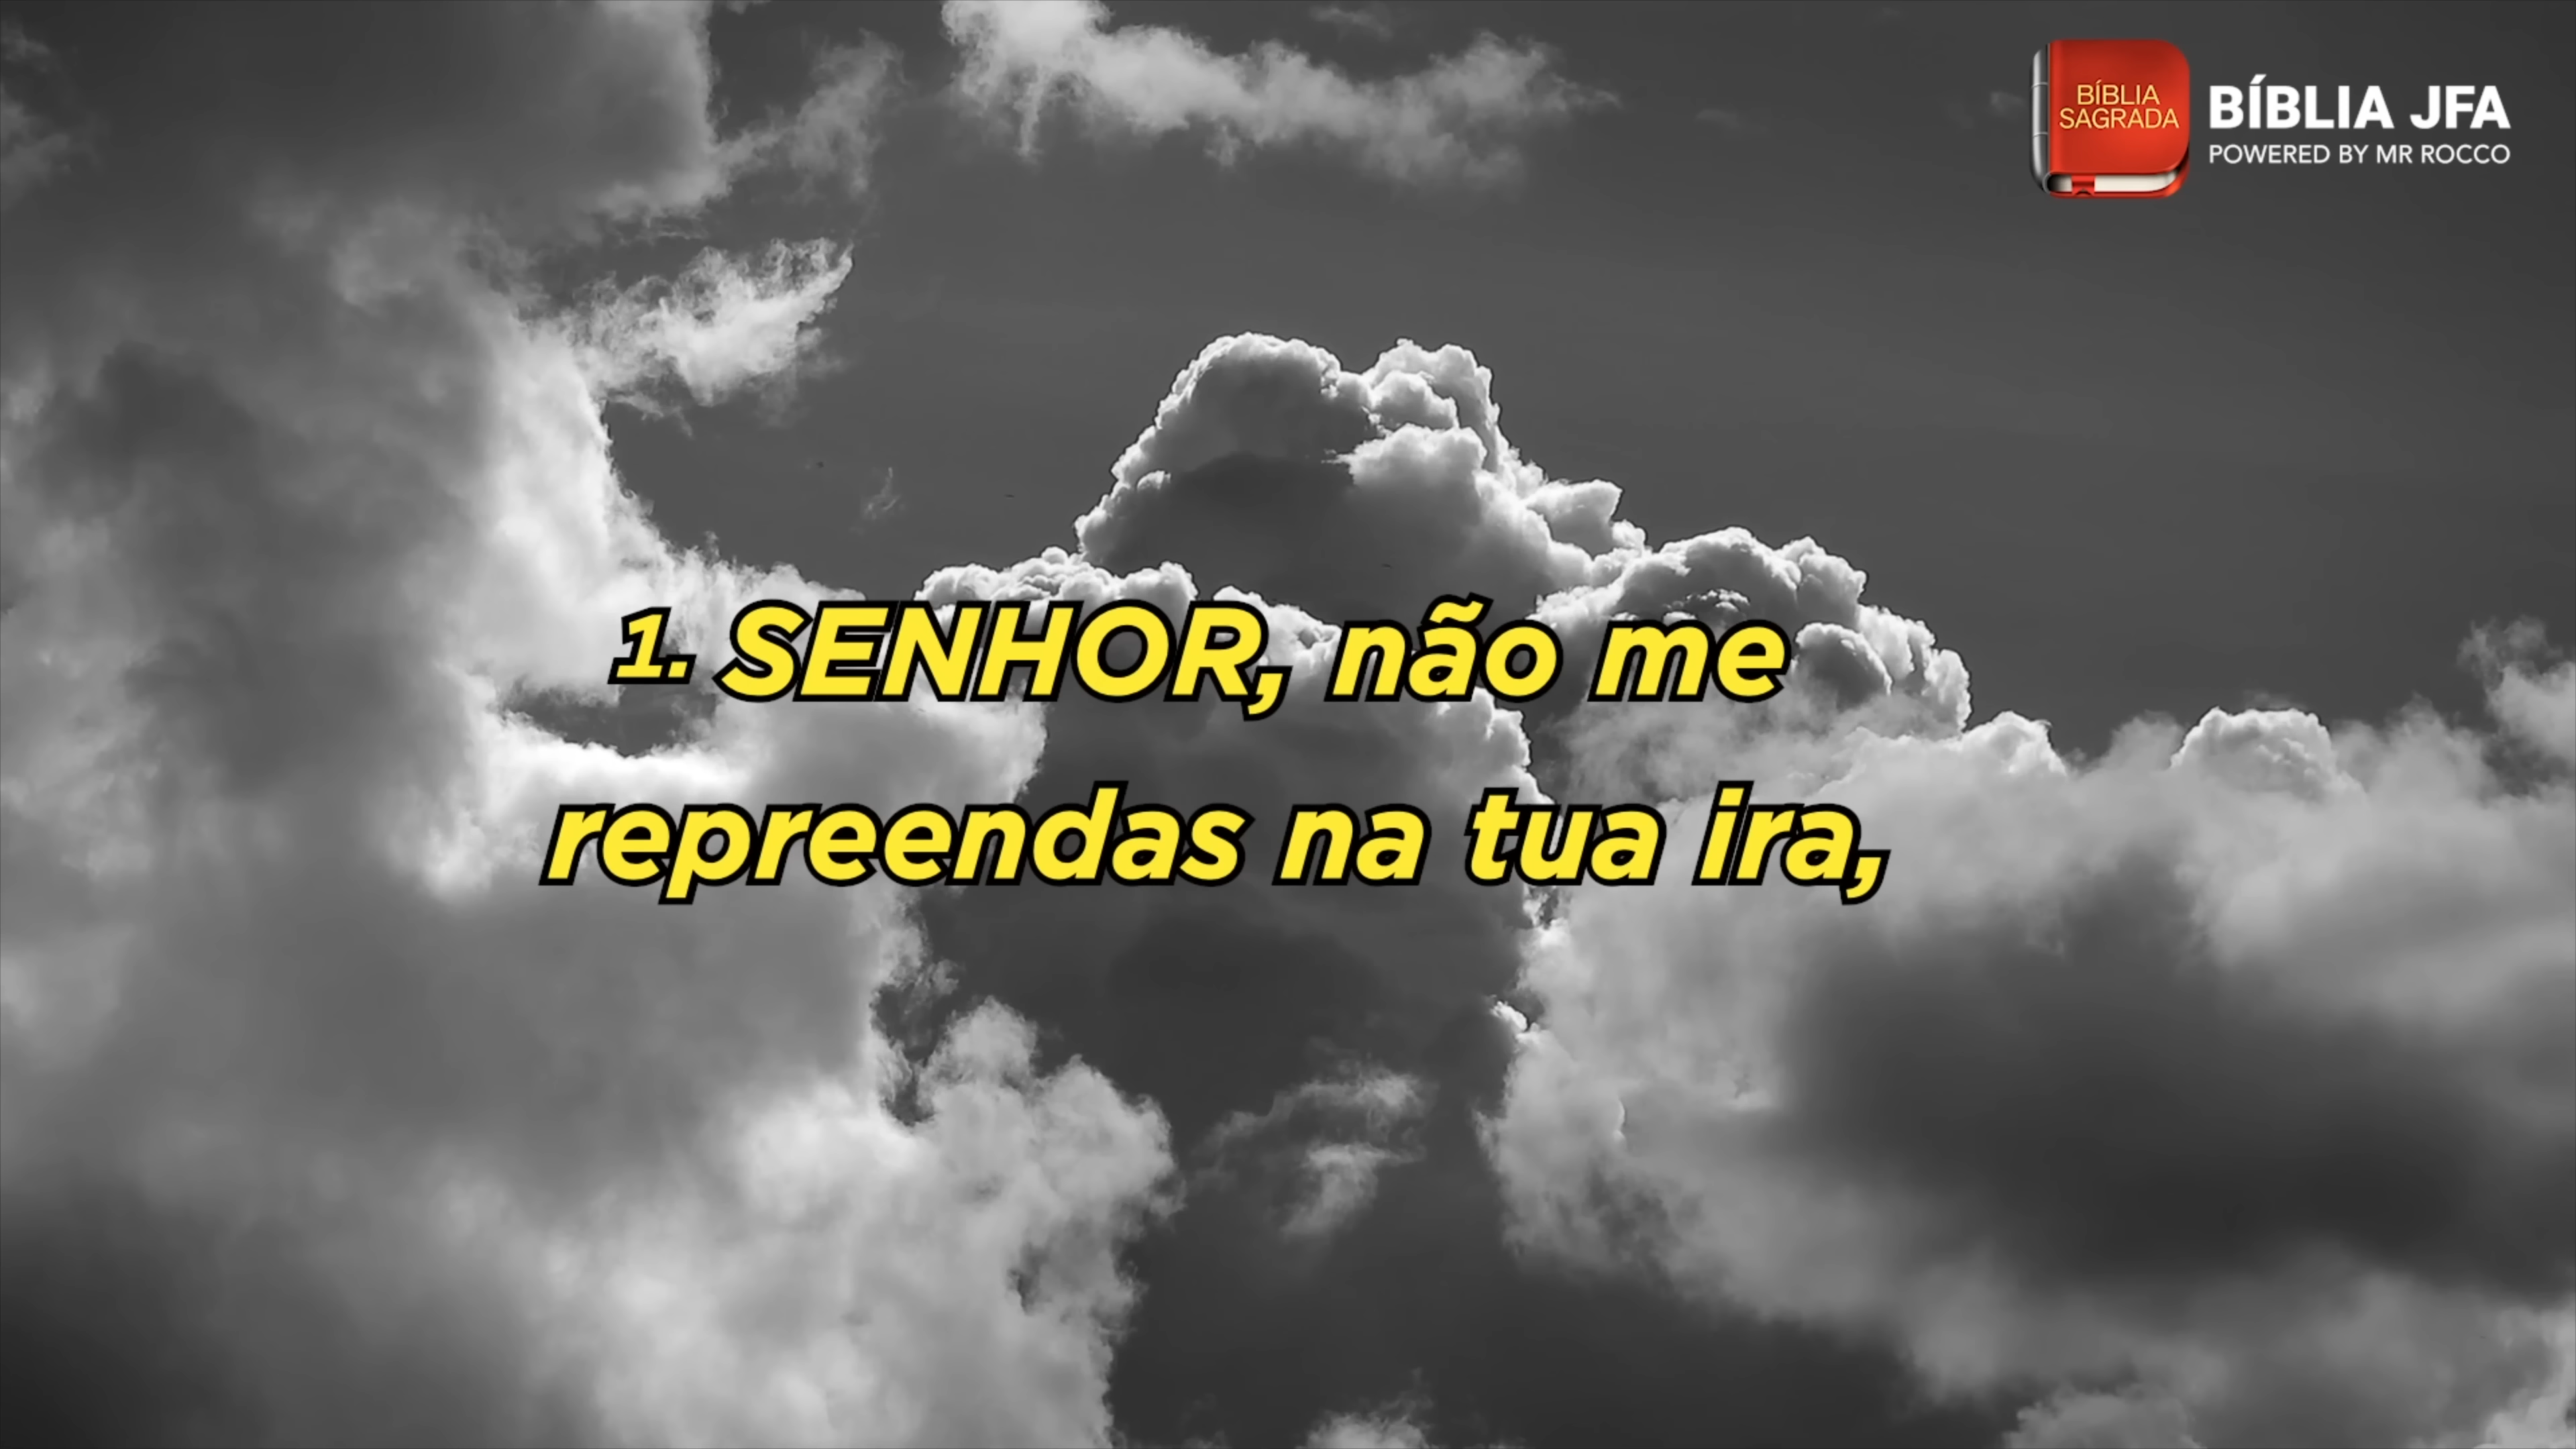 BÍBLIA
SAGRADA
BÍBLIA JFA
POWERED BY MR ROCCO
1. SENHOR, não me
repreendas na tua ira,